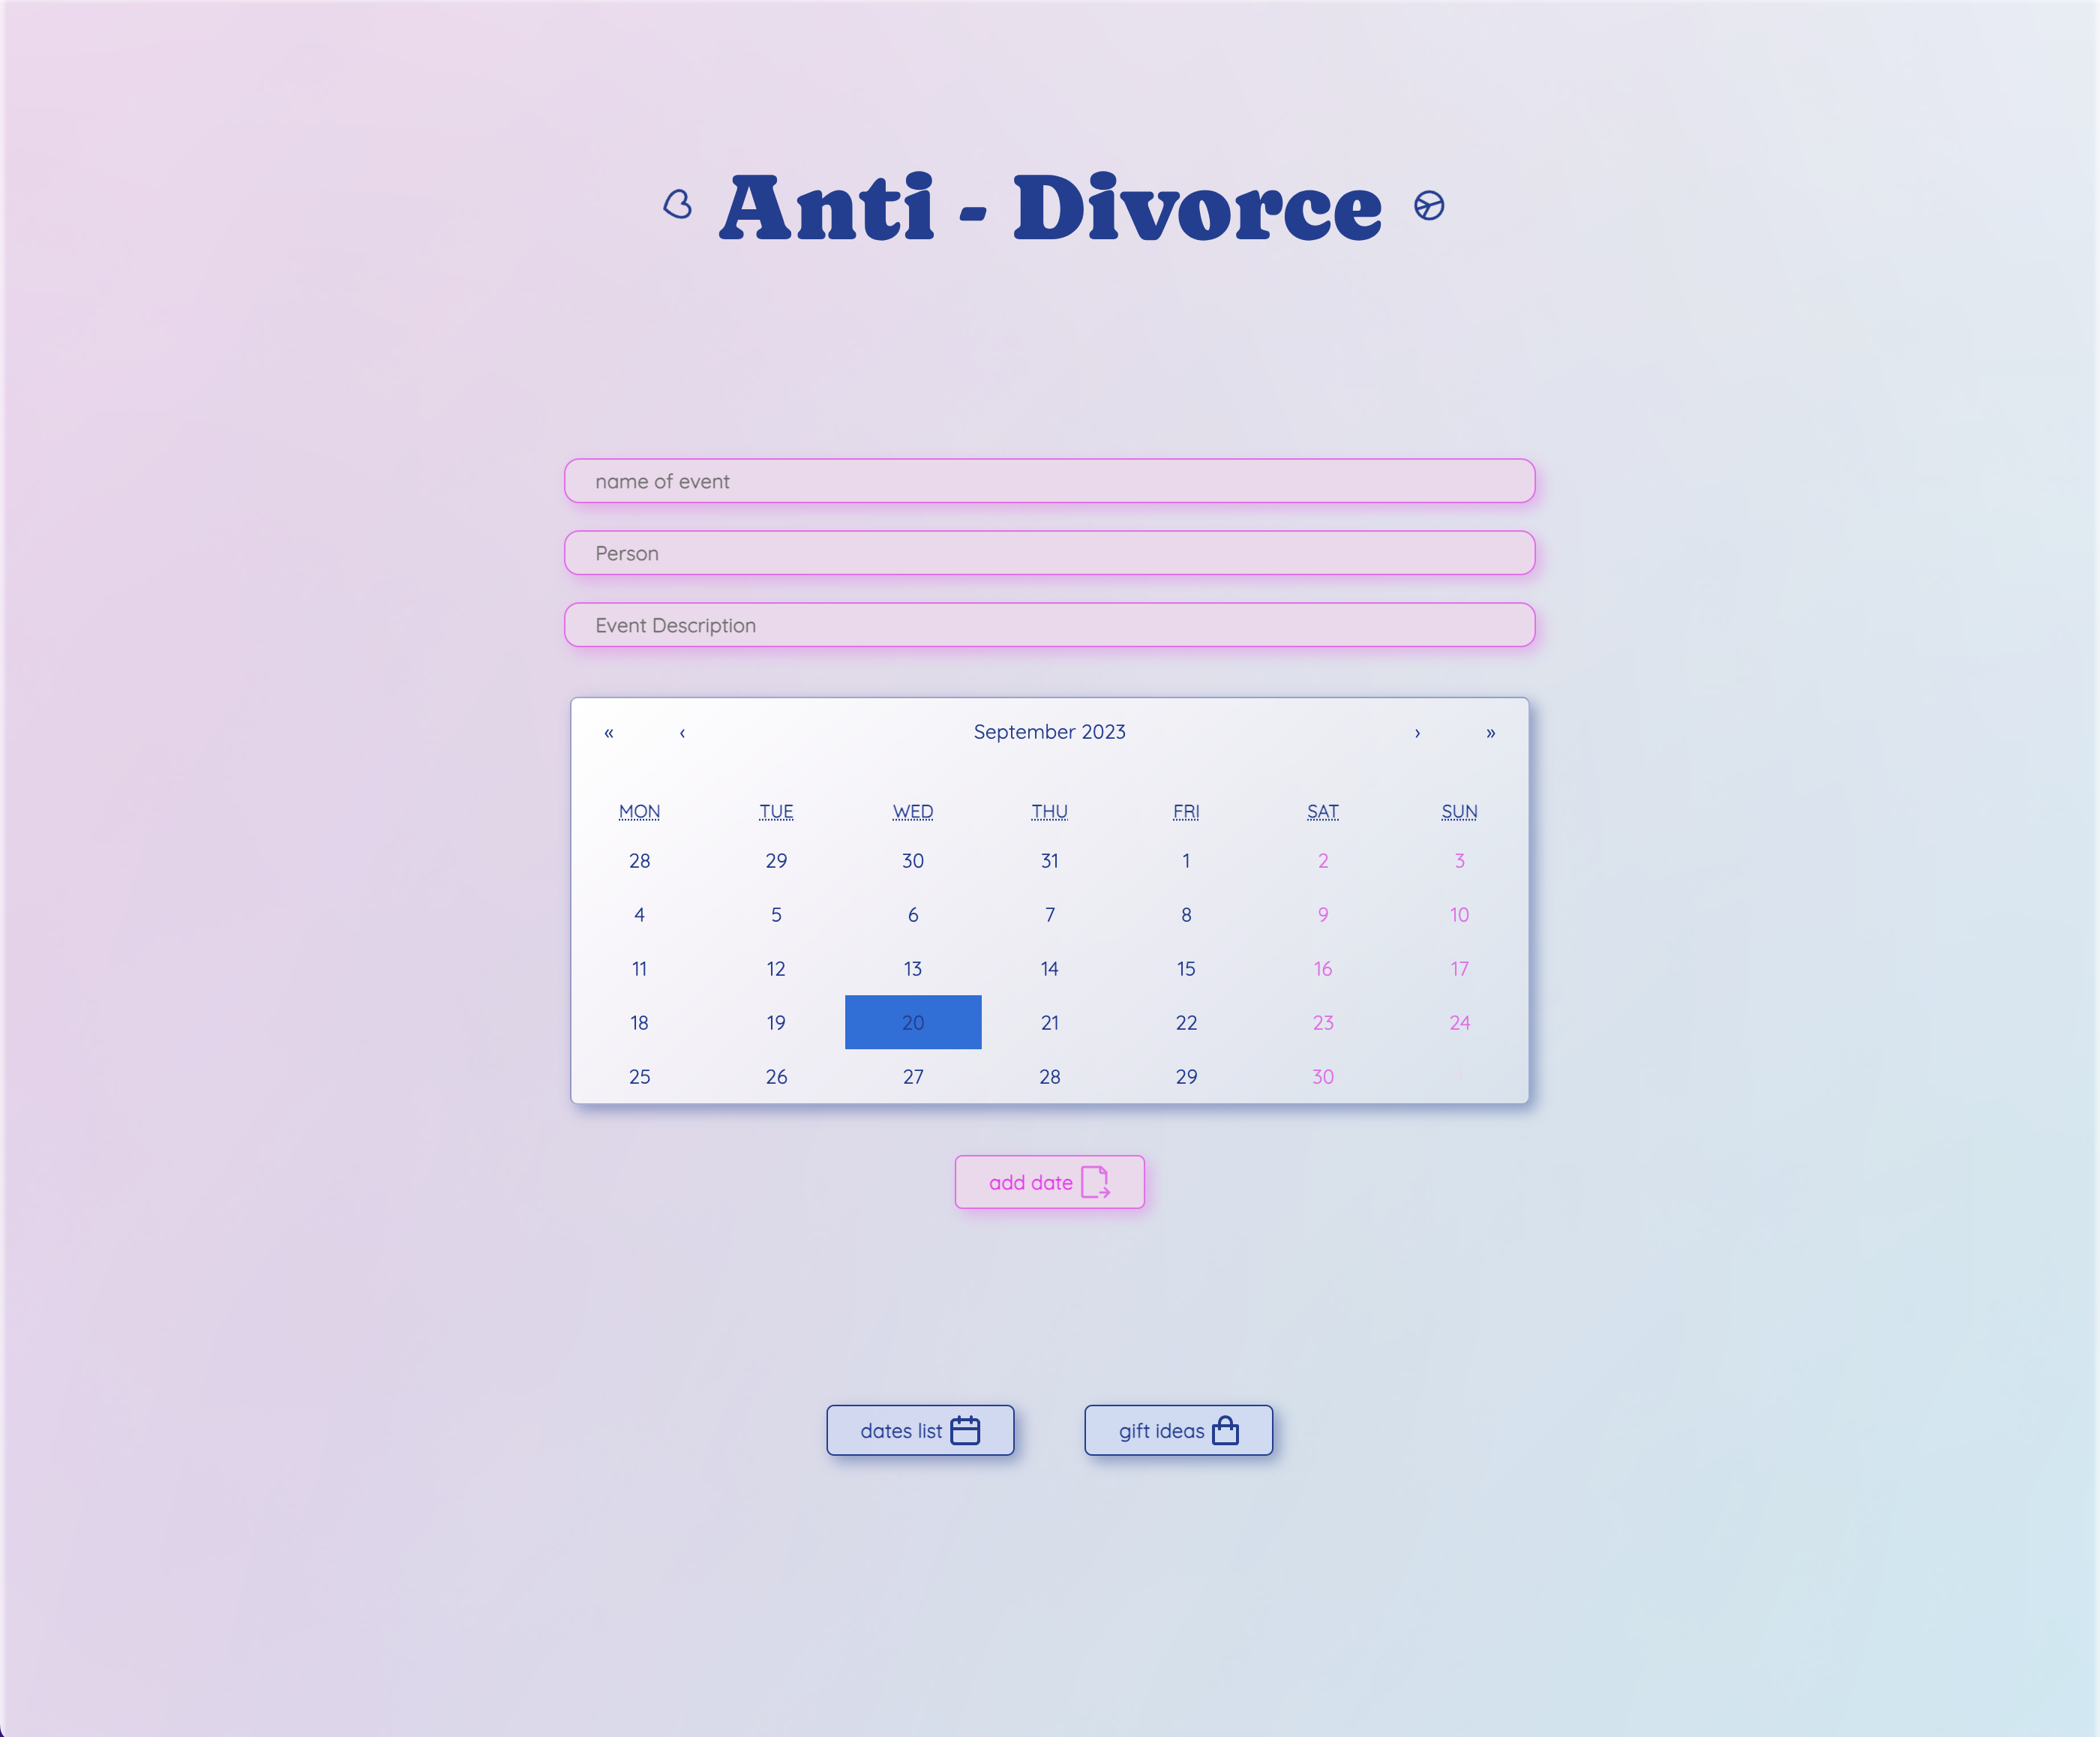 Anti - Divorce
name of event
Person
Event Description
« ‹ September 2023 › »
MON TUE WED THU FRI SAT SUN
28 29 30 31 1 2 3
4 5 6 7 8 9 10
11 12 13 14 15 16 17
18 19 20 21 22 23 24
25 26 27 28 29 30
add date
dates list gift ideas